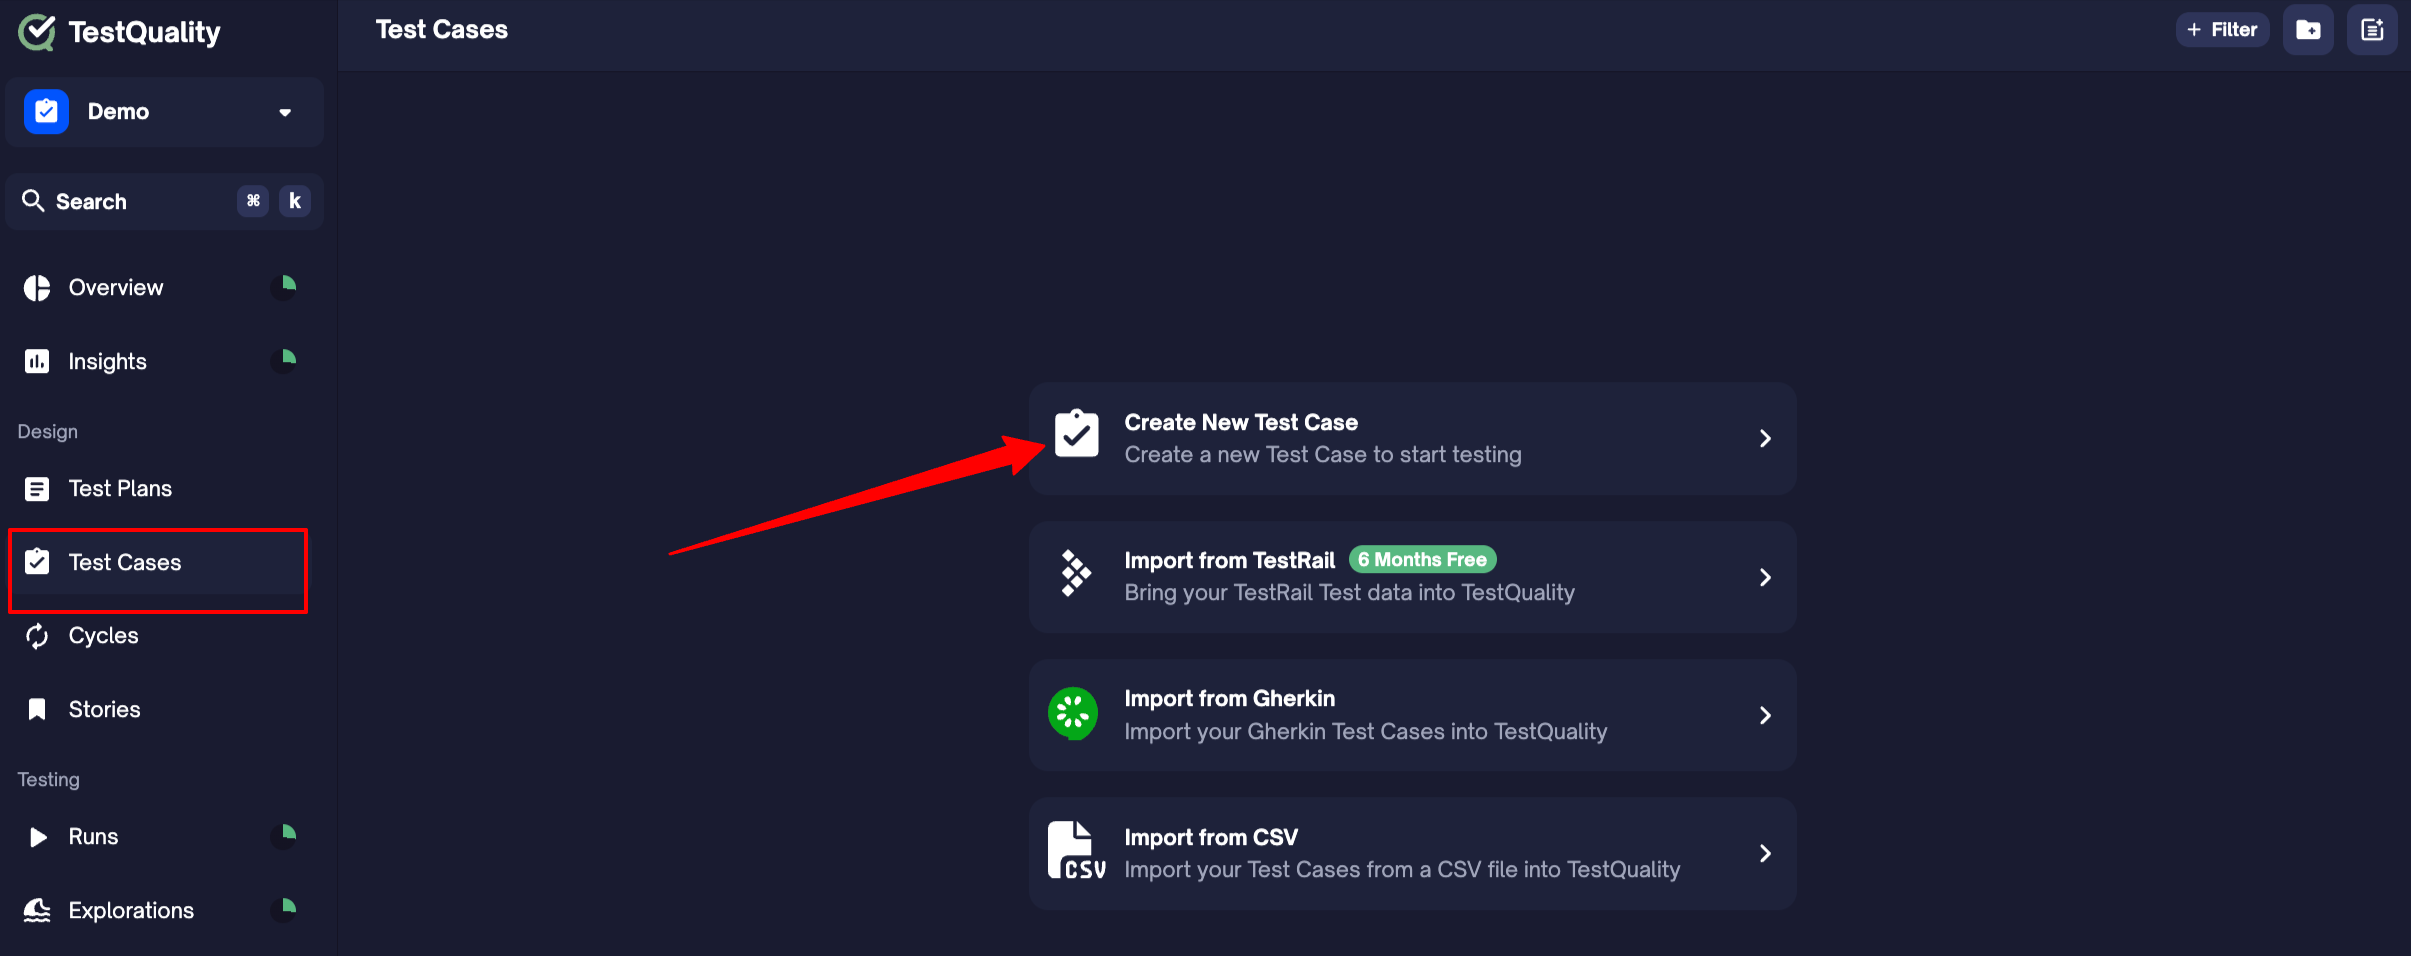 TestQuality
Demo
Search ⌘ k
Overview
Insights
Design
Test Plans
Test Cases
Cycles
Stories
Testing
Runs
Explorations
Test Cases
+ Filter
Create New Test Case
Create a new Test Case to start testing
Import from TestRail 6 Months Free
Bring your TestRail Test data into TestQuality
Import from Gherkin
Import your Gherkin Test Cases into TestQuality
CSV
Import from CSV
Import your Test Cases from a CSV file into TestQuality